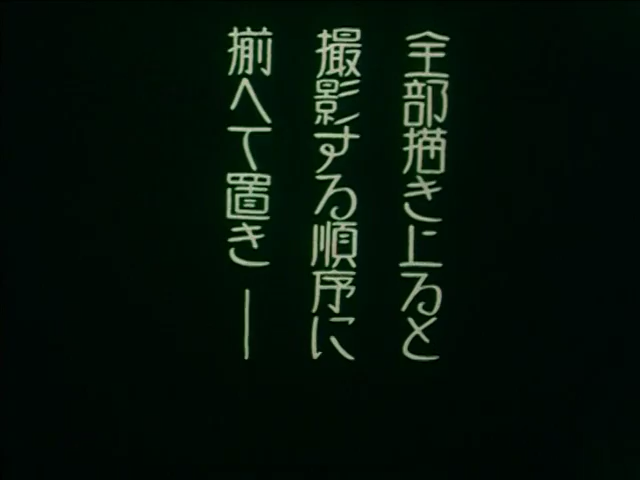 全部描き上ると
撮影する順序に
揃へて置き―